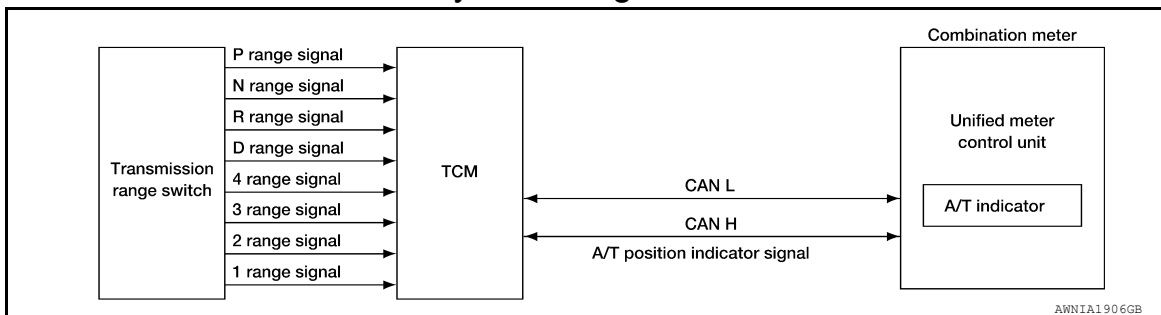 Combination meter
P range signal
N range signal
R range signal
D range signal
4 range signal
3 range signal
2 range signal
1 range signal
Transmission
range switch
TCM
CAN L
CAN H
A/T position indicator signal
Unified meter
control unit
A/T indicator
AWNIA1906GB